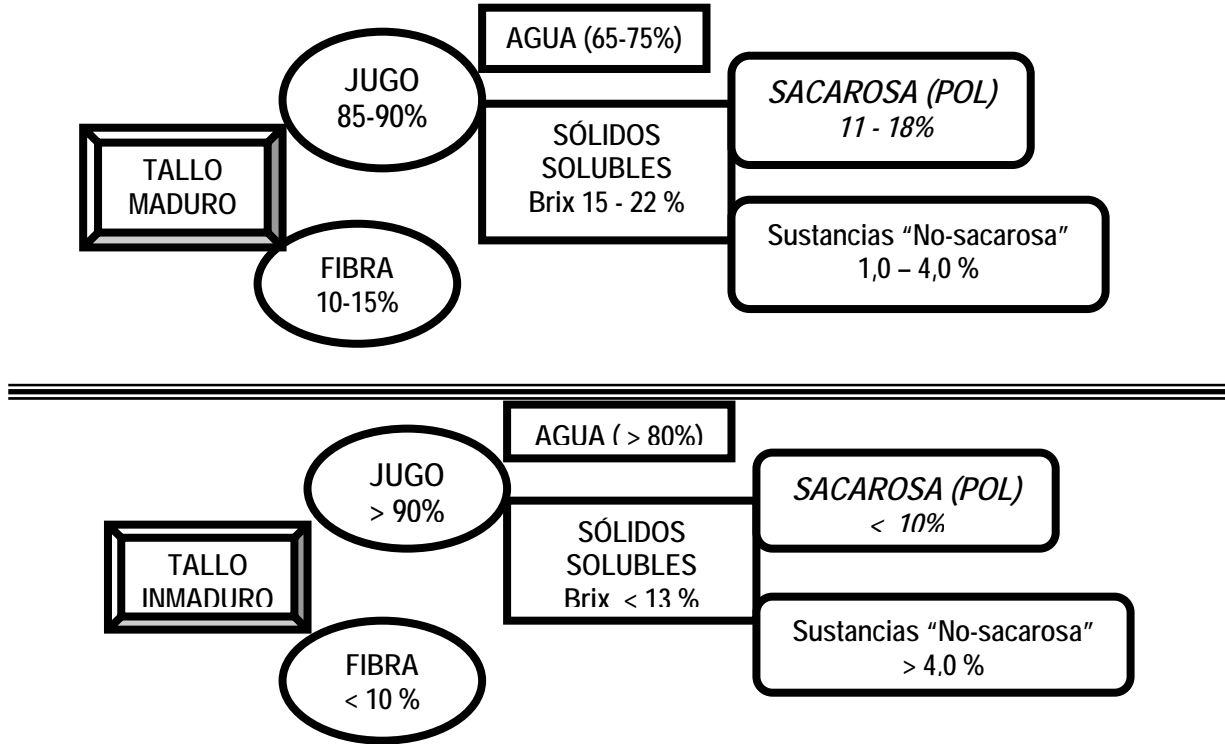 AGUA (65-75%)
JUGO
85-90%
SACAROSA (POL)
11 - 18%
SÓLIDOS
SOLUBLES
Brix 15 - 22 %
TALLO
MADURO
Sustancias “No-sacarosa”
1,0 – 4,0 %
FIBRA
10-15%
AGUA ( > 80%)
JUGO
> 90%
SACAROSA (POL)
< 10%
SÓLIDOS
SOLUBLES
Brix < 13 %
TALLO
INMADURO
Sustancias “No-sacarosa”
> 4,0 %
FIBRA
< 10 %